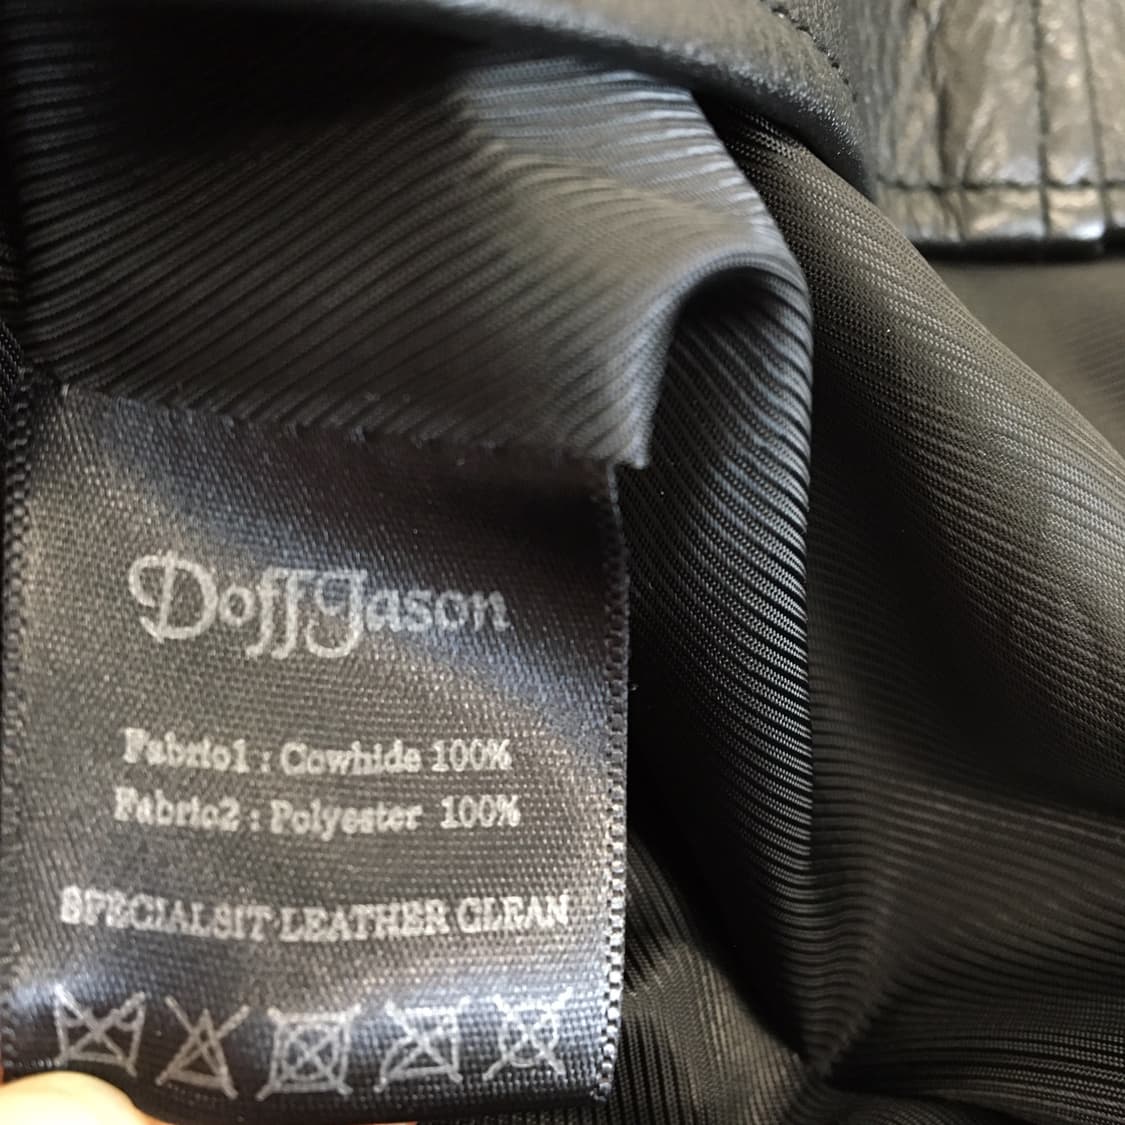 DoffJason
Fabric1 : Cowhide 100%
Fabric2 : Polyester 100%
SPECIALSIT LEATHER CLEAN